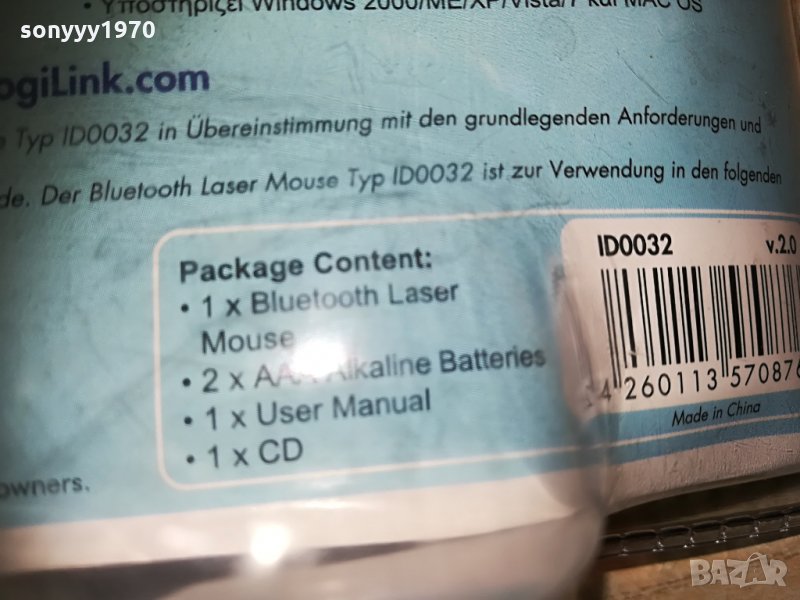 sonyyy1970
• Υποστηρίζει Windows 2000/ME/XP/Vista/7 και MAC OS
ogiLink.com
Typ ID0032 in Übereinstimmung mit den grundlegenden Anforderungen und
de. Der Bluetooth Laser Mouse Typ ID0032 ist zur Verwendung in den folgenden
Package Content:
• 1 x Bluetooth Laser
Mouse
• 2 x AAA Alkaline Batteries
• 1 x User Manual
• 1 x CD
owners.
ID0032 v.2.0
4 260113 570876
Made in China
BAZAR